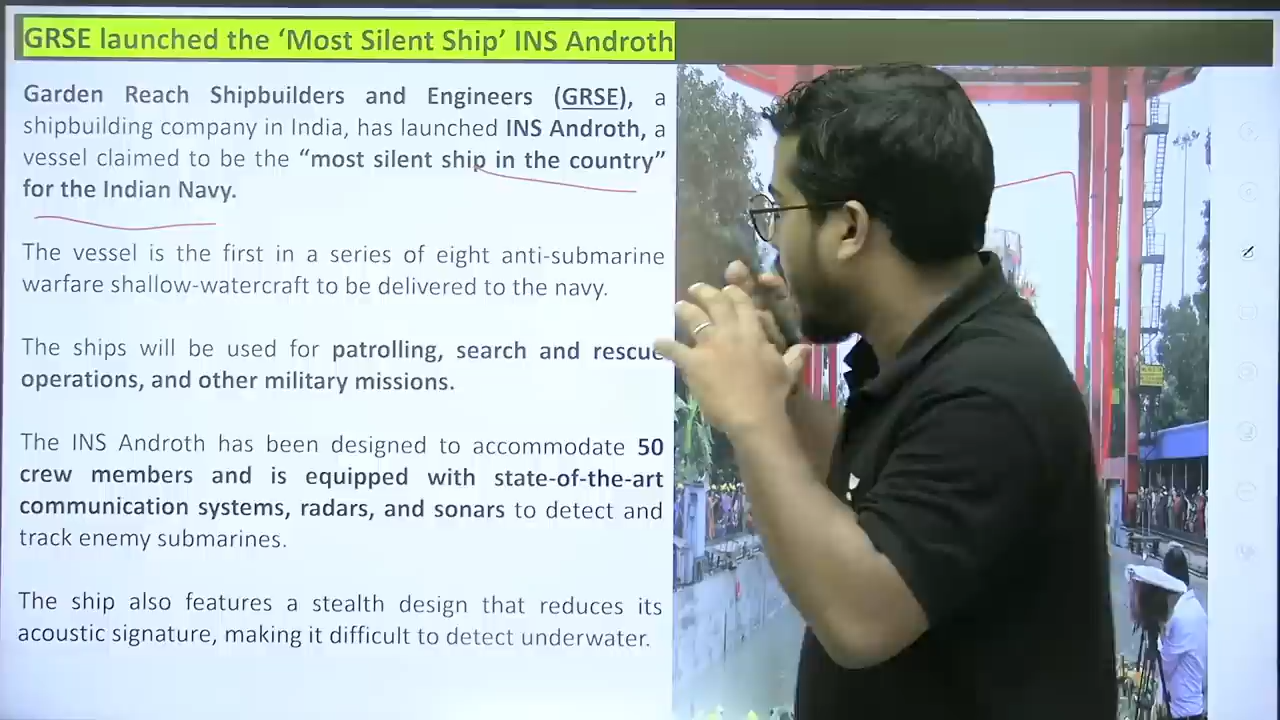 GRSE launched the ‘Most Silent Ship’ INS Androth
Garden Reach Shipbuilders and Engineers (GRSE), a
shipbuilding company in India, has launched INS Androth, a
vessel claimed to be the “most silent ship in the country”
for the Indian Navy.
The vessel is the first in a series of eight anti-submarine
warfare shallow-watercraft to be delivered to the navy.
The ships will be used for patrolling, search and rescue
operations, and other military missions.
The INS Androth has been designed to accommodate 50
crew members and is equipped with state-of-the-art
communication systems, radars, and sonars to detect and
track enemy submarines.
The ship also features a stealth design that reduces its
acoustic signature, making it difficult to detect underwater.